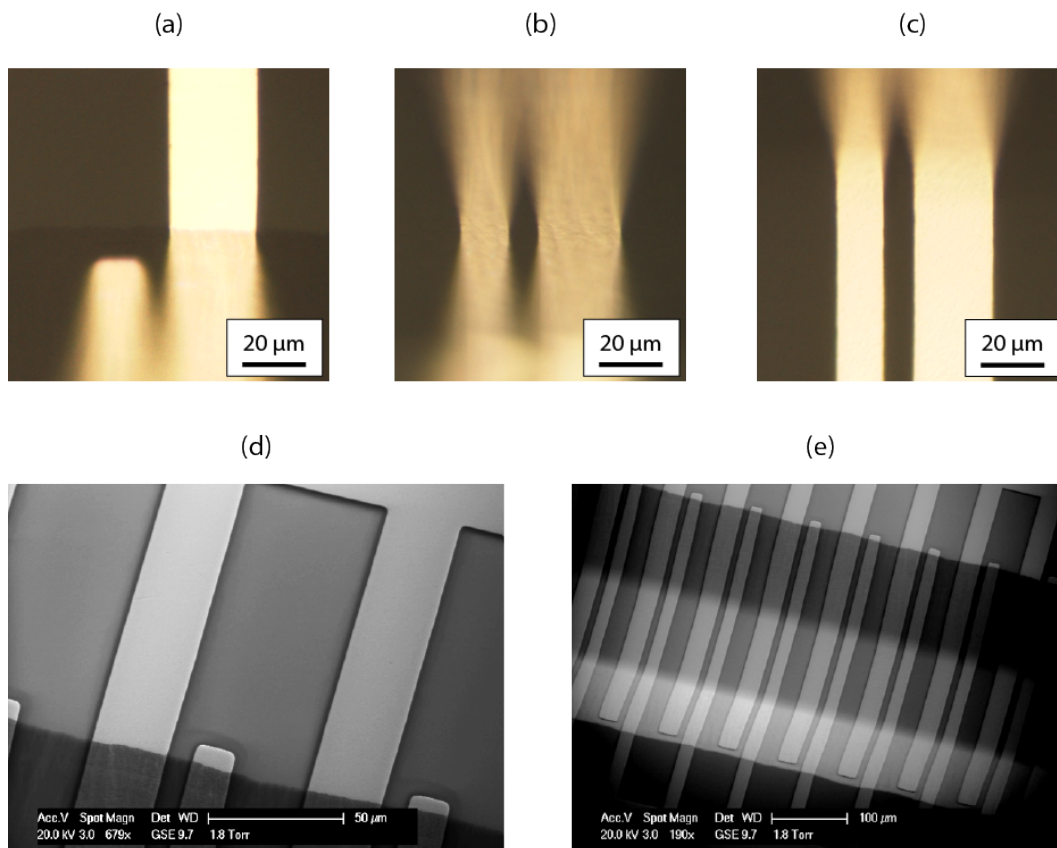 (a)
(b)
(c)
20 μm
20 μm
20 μm
(d)
(e)
Acc.V Spot Magn Det WD
20.0 kV 3.0 679x GSE 9.7 1.8 Torr
50 μm
Acc.V Spot Magn Det WD
20.0 kV 3.0 190x GSE 9.7 1.8 Torr
100 μm